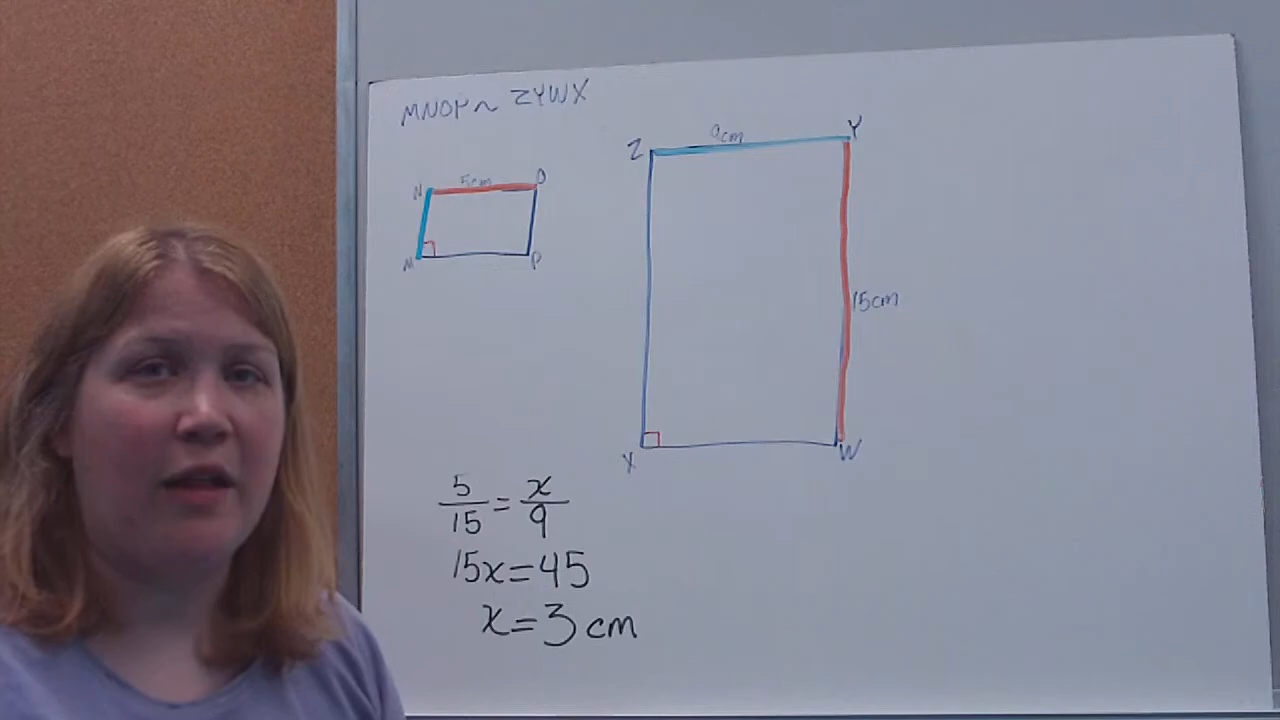 MNOP ~ ZYWX
Z
9cm
Y
N
5cm
O
M
P
15cm
X
W
5/15 = x/9
15x = 45
x = 3 cm